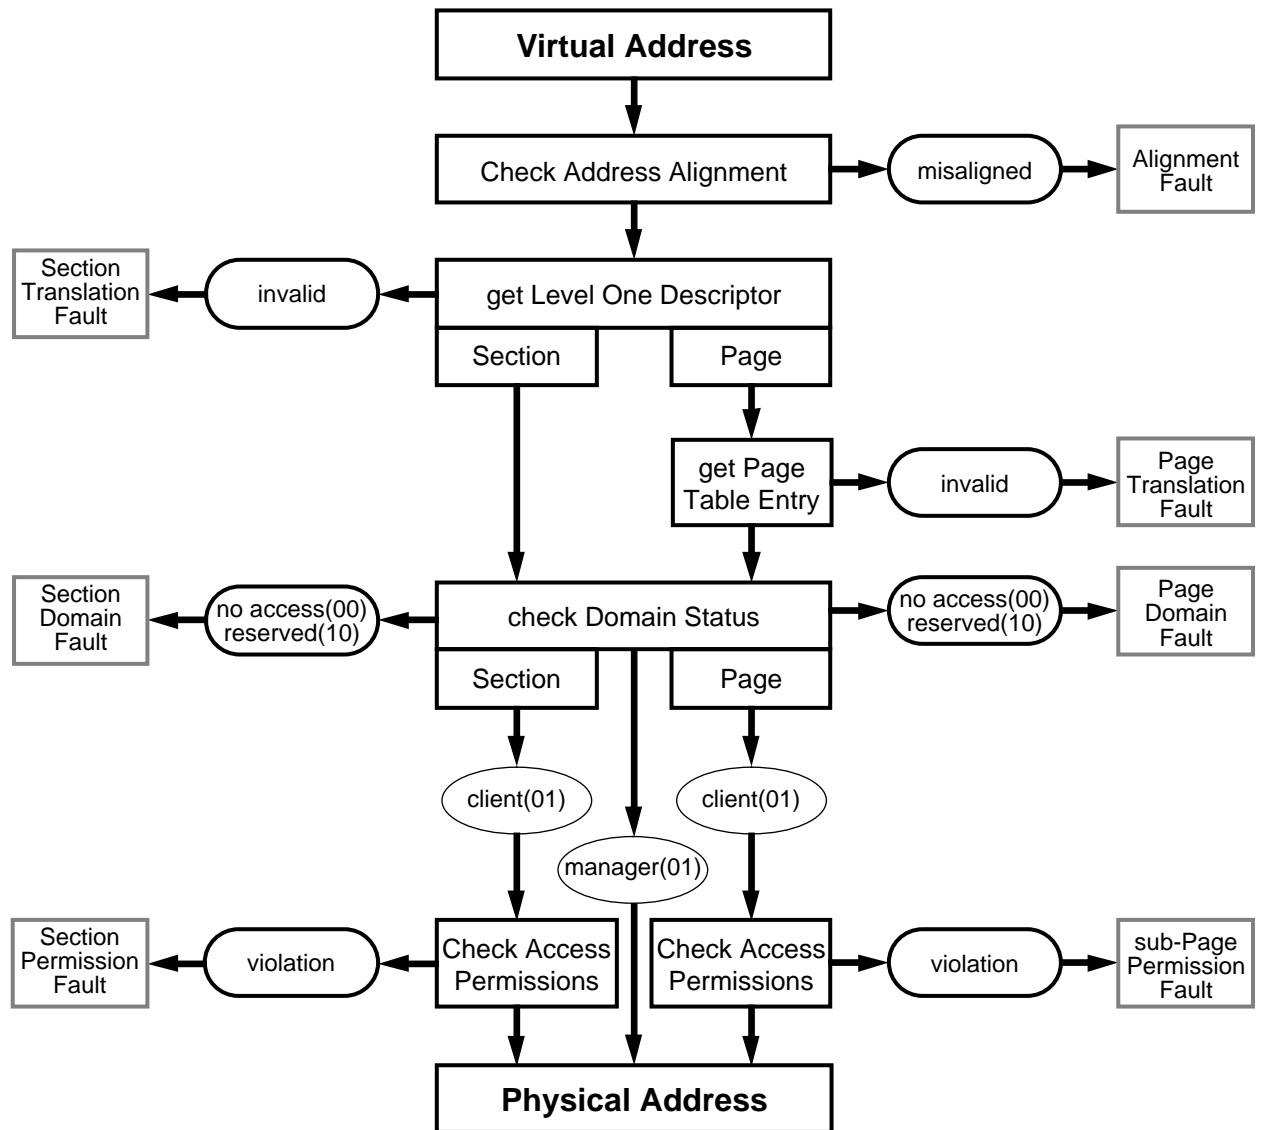 Virtual Address
Check Address Alignment
misaligned
Alignment
Fault
Section
Translation
Fault
invalid
get Level One Descriptor
Section
Page
get Page
Table Entry
invalid
Page
Translation
Fault
Section
Domain
Fault
no access(00)
reserved(10)
check Domain Status
no access(00)
reserved(10)
Page
Domain
Fault
Section
Page
client(01)
client(01)
manager(01)
Section
Permission
Fault
violation
Check Access
Permissions
Check Access
Permissions
violation
sub-Page
Permission
Fault
Physical Address